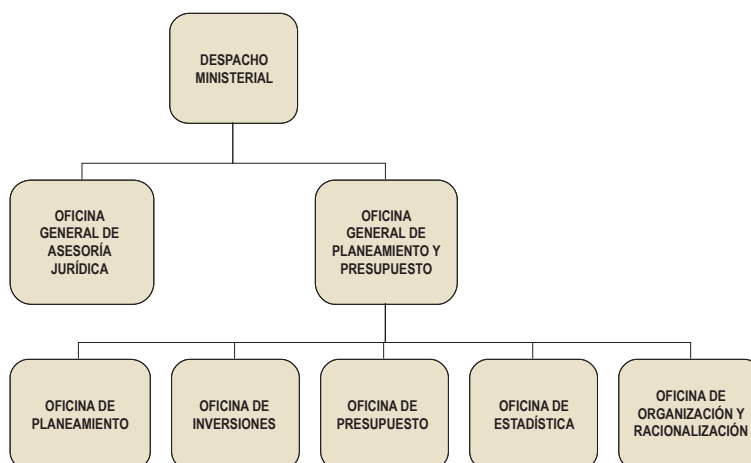 DESPACHO
MINISTERIAL
OFICINA
GENERAL DE
ASESORÍA
JURÍDICA
OFICINA
GENERAL DE
PLANEAMIENTO Y
PRESUPUESTO
OFICINA DE
PLANEAMIENTO
OFICINA DE
INVERSIONES
OFICINA DE
PRESUPUESTO
OFICINA DE
ESTADÍSTICA
OFICINA DE
ORGANIZACIÓN Y
RACIONALIZACIÓN